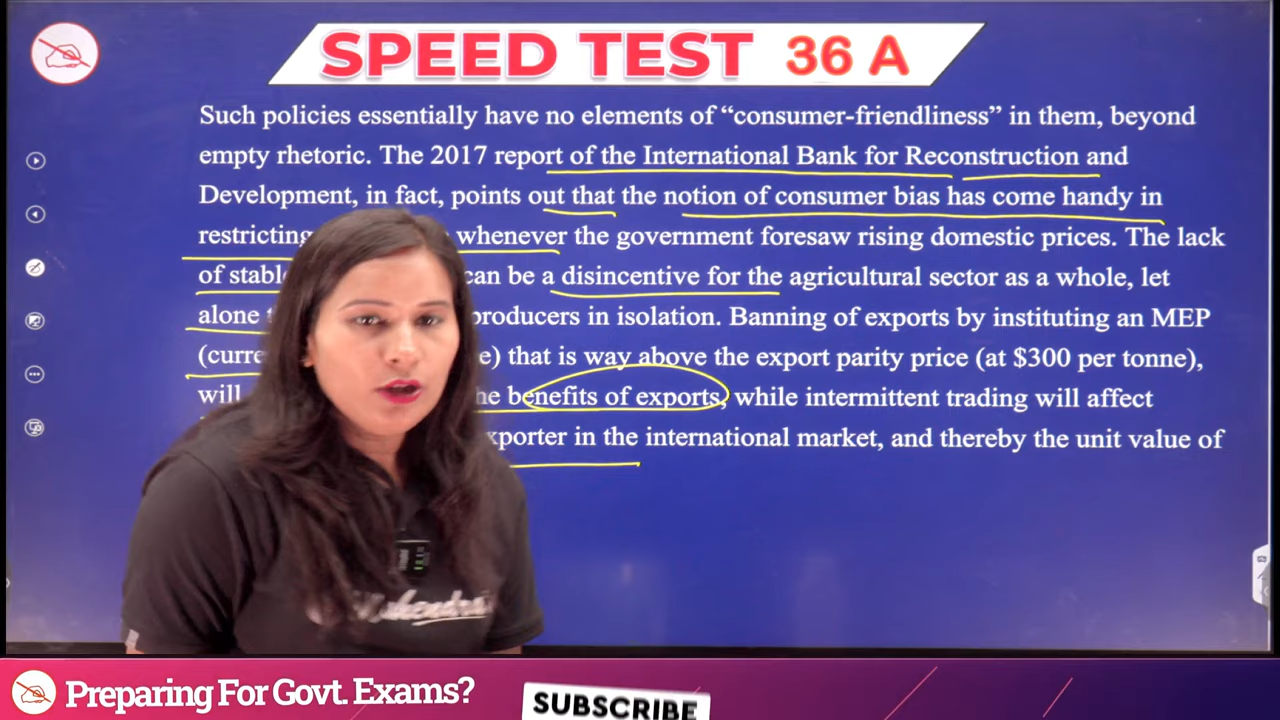 SPEED TEST 36 A
Such policies essentially have no elements of “consumer-friendliness” in them, beyond
empty rhetoric. The 2017 report of the International Bank for Reconstruction and
Development, in fact, points out that the notion of consumer bias has come handy in
restricting whenever the government foresaw rising domestic prices. The lack
of can be a disincentive for the agricultural sector as a whole, let
alone producers in isolation. Banning of exports by instituting an MEP
that is way above the export parity price (at $300 per tonne),
will benefits of exports, while intermittent trading will affect
in the international market, and thereby the unit value of
Mahendra's
Preparing For Govt. Exams?
SUBSCRIBE